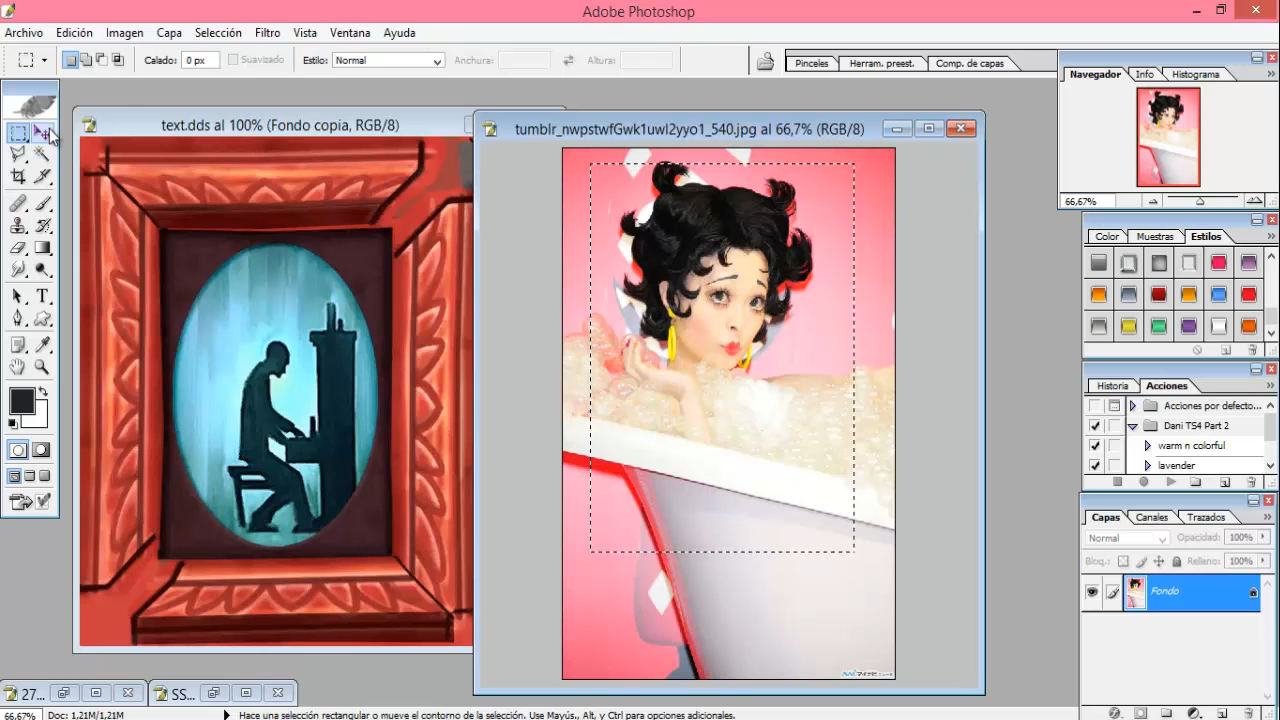 Adobe Photoshop
Archivo Edición Imagen Capa Selección Filtro Vista Ventana Ayuda
Calado: 0 px Suavizado Estilo: Normal Anchura: Altura: Pinceles Herram. preest. Comp. de capas
Navegador Info Histograma
text.dds al 100% (Fondo copia, RGB/8)
tumblr_nwpstwfGwk1uwl2yyo1_540.jpg al 66,7% (RGB/8)
66,67%
Color Muestras Estilos
Historia Acciones
Acciones por defecto...
Dani TS4 Part 2
warm n colorful
lavender
Capas Canales Trazados
Normal Opacidad: 100%
Bloq.: Relleno: 100%
Fondo
27... SS...
66,67% Doc: 1,21M/1,21M Hace una selección rectangular o mueve el contorno de la selección. Use Mayús., Alt. y Ctrl para opciones adicionales.